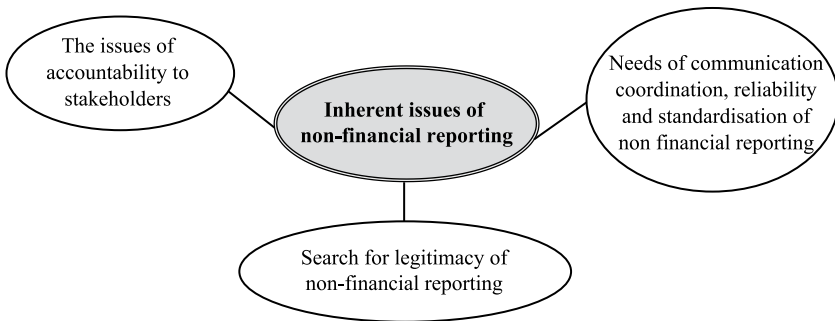 The issues of
accountability to
stakeholders
Inherent issues of
non-financial reporting
Needs of communication
coordination, reliability
and standardisation of
non financial reporting
Search for legitimacy of
non-financial reporting